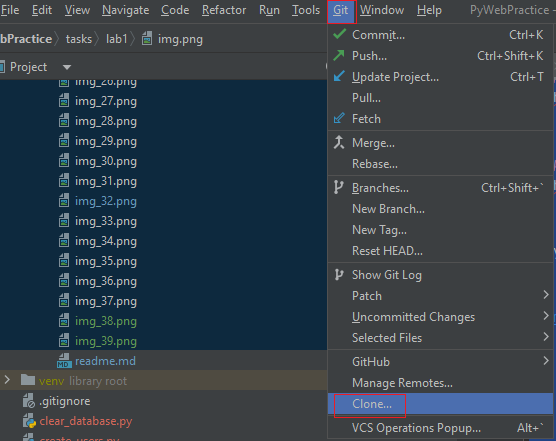 File Edit View Navigate Code Refactor Run Tools Git Window Help PyWebPractice -
bPractice tasks lab1 img.png
Project
img_26.png
img_27.png
img_28.png
img_29.png
img_30.png
img_31.png
img_32.png
img_33.png
img_34.png
img_35.png
img_36.png
img_37.png
img_38.png
img_39.png
MD readme.md
venv library root
.gitignore
clear_database.py
create_users.py
Commit... Ctrl+K
Push... Ctrl+Shift+K
Update Project... Ctrl+T
Pull...
Fetch
Merge...
Rebase...
Branches... Ctrl+Shift+`
New Branch...
New Tag...
Reset HEAD...
Show Git Log
Patch
Uncommitted Changes
Selected Files
GitHub
Manage Remotes...
Clone...
VCS Operations Popup... Alt+`